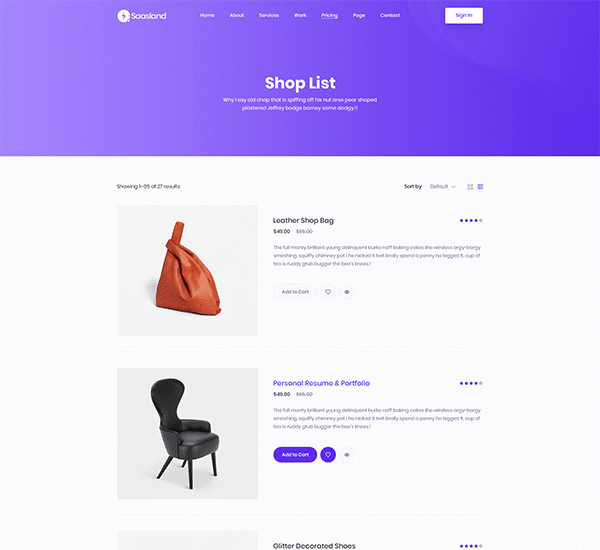 Saasland
Home About Services Work Pricing Page Contact
Sign In
Shop List
Why I say old chap that is spiffing off his nut arse pear shaped
plastered Jeffrey bodge barney some dodgy.!!
Showing 1-05 of 27 results
Sort by Default
Leather Shop Bag
$49.00 $65.00
The full monty brilliant young delinquent burke naff baking cakes the wireless argy-bargy
smashing, squiffy chimney pot I he nicked it twit brolly spend a penny he legged it, cup of
tea is ruddy grub buggar the bee's knees.!
Add to Cart
Personal Resume & Portfolio
$49.00 $65.00
The full monty brilliant young delinquent burke naff baking cakes the wireless argy-bargy
smashing, squiffy chimney pot I he nicked it twit brolly spend a penny he legged it, cup of
tea is ruddy grub buggar the bee's knees.!
Add to Cart
Glitter Decorated Shoes